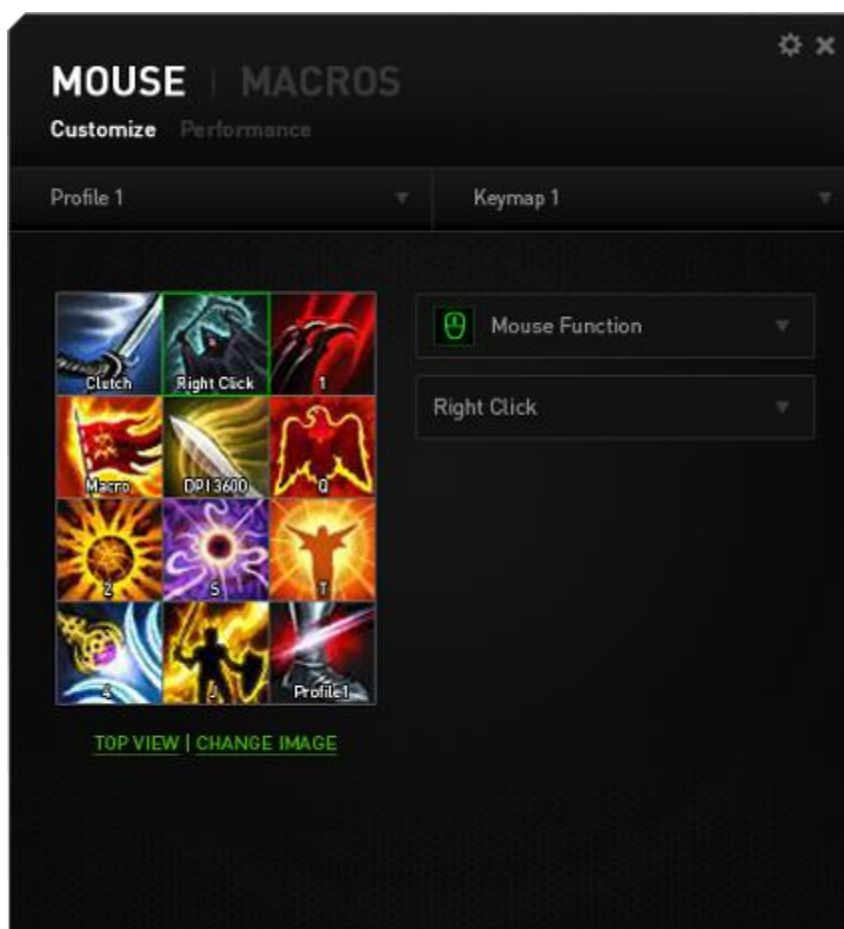 MOUSE | MACROS
Customize Performance
Profile 1 Keymap 1
Clutch Right Click 1
Mouse Function
Macro DPI 3600 Q
Right Click
2 S T
4 J Profile1
TOP VIEW | CHANGE IMAGE